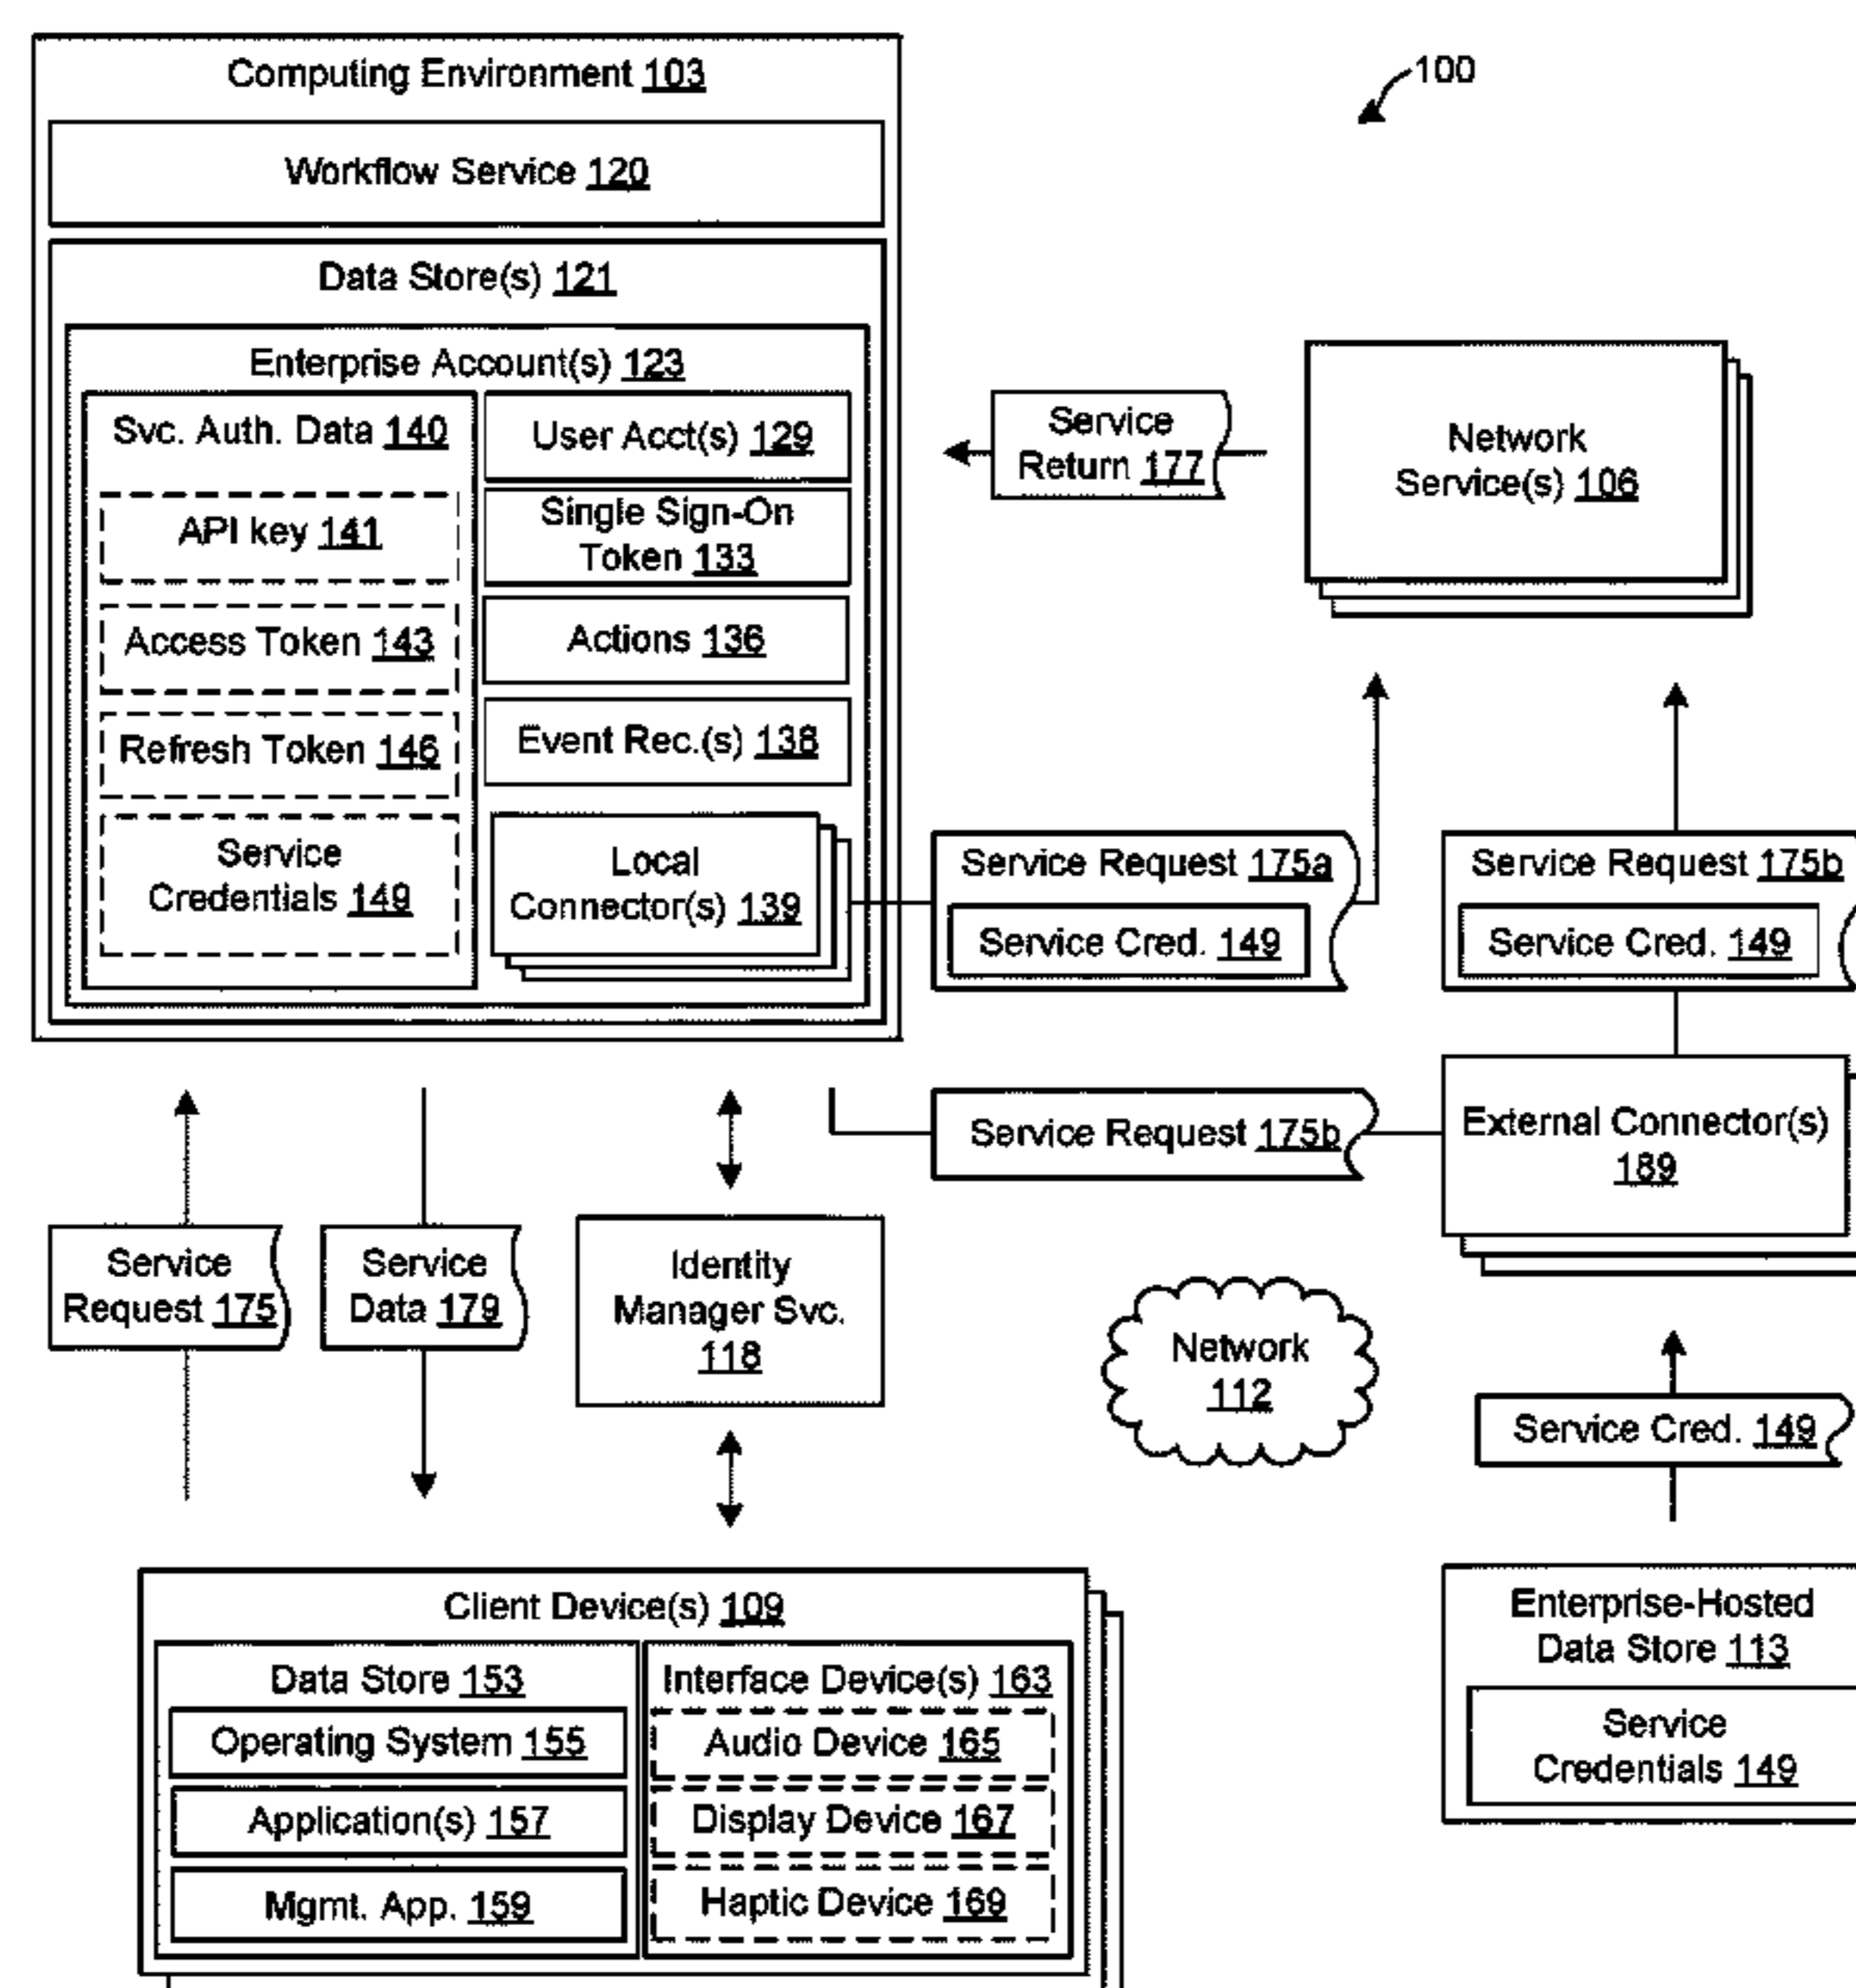 100
Computing Environment 103
Workflow Service 120
Data Store(s) 121
Enterprise Account(s) 123
Svc. Auth. Data 140
API key 141
Access Token 143
Refresh Token 146
Service
Credentials 149
User Acct(s) 129
Single Sign-On
Token 133
Actions 136
Event Rec.(s) 138
Local
Connector(s) 139
Service
Return 177
Network
Service(s) 106
Service Request 175a
Service Cred. 149
Service Request 175b
Service Cred. 149
Service Request 175b
External Connector(s)
189
Service
Request 175
Service
Data 179
Identity
Manager Svc.
118
Network
112
Service Cred. 149
Client Device(s) 109
Data Store 153
Operating System 155
Application(s) 157
Mgmt. App. 159
Interface Device(s) 163
Audio Device 165
Display Device 167
Haptic Device 169
Enterprise-Hosted
Data Store 113
Service
Credentials 149